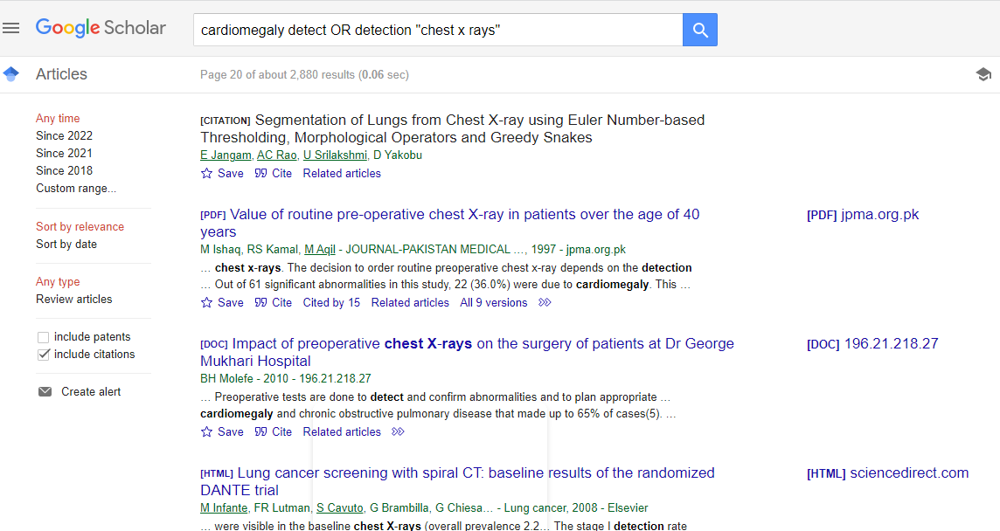 Google Scholar
cardiomegaly detect OR detection "chest x rays"
Articles
Page 20 of about 2,880 results (0.06 sec)
Any time
Since 2022
Since 2021
Since 2018
Custom range...
Sort by relevance
Sort by date
Any type
Review articles
include patents
include citations
Create alert
[CITATION] Segmentation of Lungs from Chest X-ray using Euler Number-based
Thresholding, Morphological Operators and Greedy Snakes
E Jangam, AC Rao, U Srilakshmi, D Yakobu
Save Cite Related articles
[PDF] Value of routine pre-operative chest X-ray in patients over the age of 40
years
M Ishaq, RS Kamal, M Aqil - JOURNAL-PAKISTAN MEDICAL …, 1997 - jpma.org.pk
… chest x-rays. The decision to order routine preoperative chest x-ray depends on the detection
… Out of 61 significant abnormalities in this study, 22 (36.0%) were due to cardiomegaly. This …
Save Cite Cited by 15 Related articles All 9 versions
[PDF] jpma.org.pk
[DOC] Impact of preoperative chest X-rays on the surgery of patients at Dr George
Mukhari Hospital
BH Molefe - 2010 - 196.21.218.27
… Preoperative tests are done to detect and confirm abnormalities and to plan appropriate …
cardiomegaly and chronic obstructive pulmonary disease that made up to 65% of cases(5). …
Save Cite Related articles
[DOC] 196.21.218.27
[HTML] Lung cancer screening with spiral CT: baseline results of the randomized
DANTE trial
M Infante, FR Lutman, S Cavuto, G Brambilla, G Chiesa… - Lung cancer, 2008 - Elsevier
… were visible in the baseline chest X-rays (overall prevalence 2.2… The stage I detection rate
[HTML] sciencedirect.com